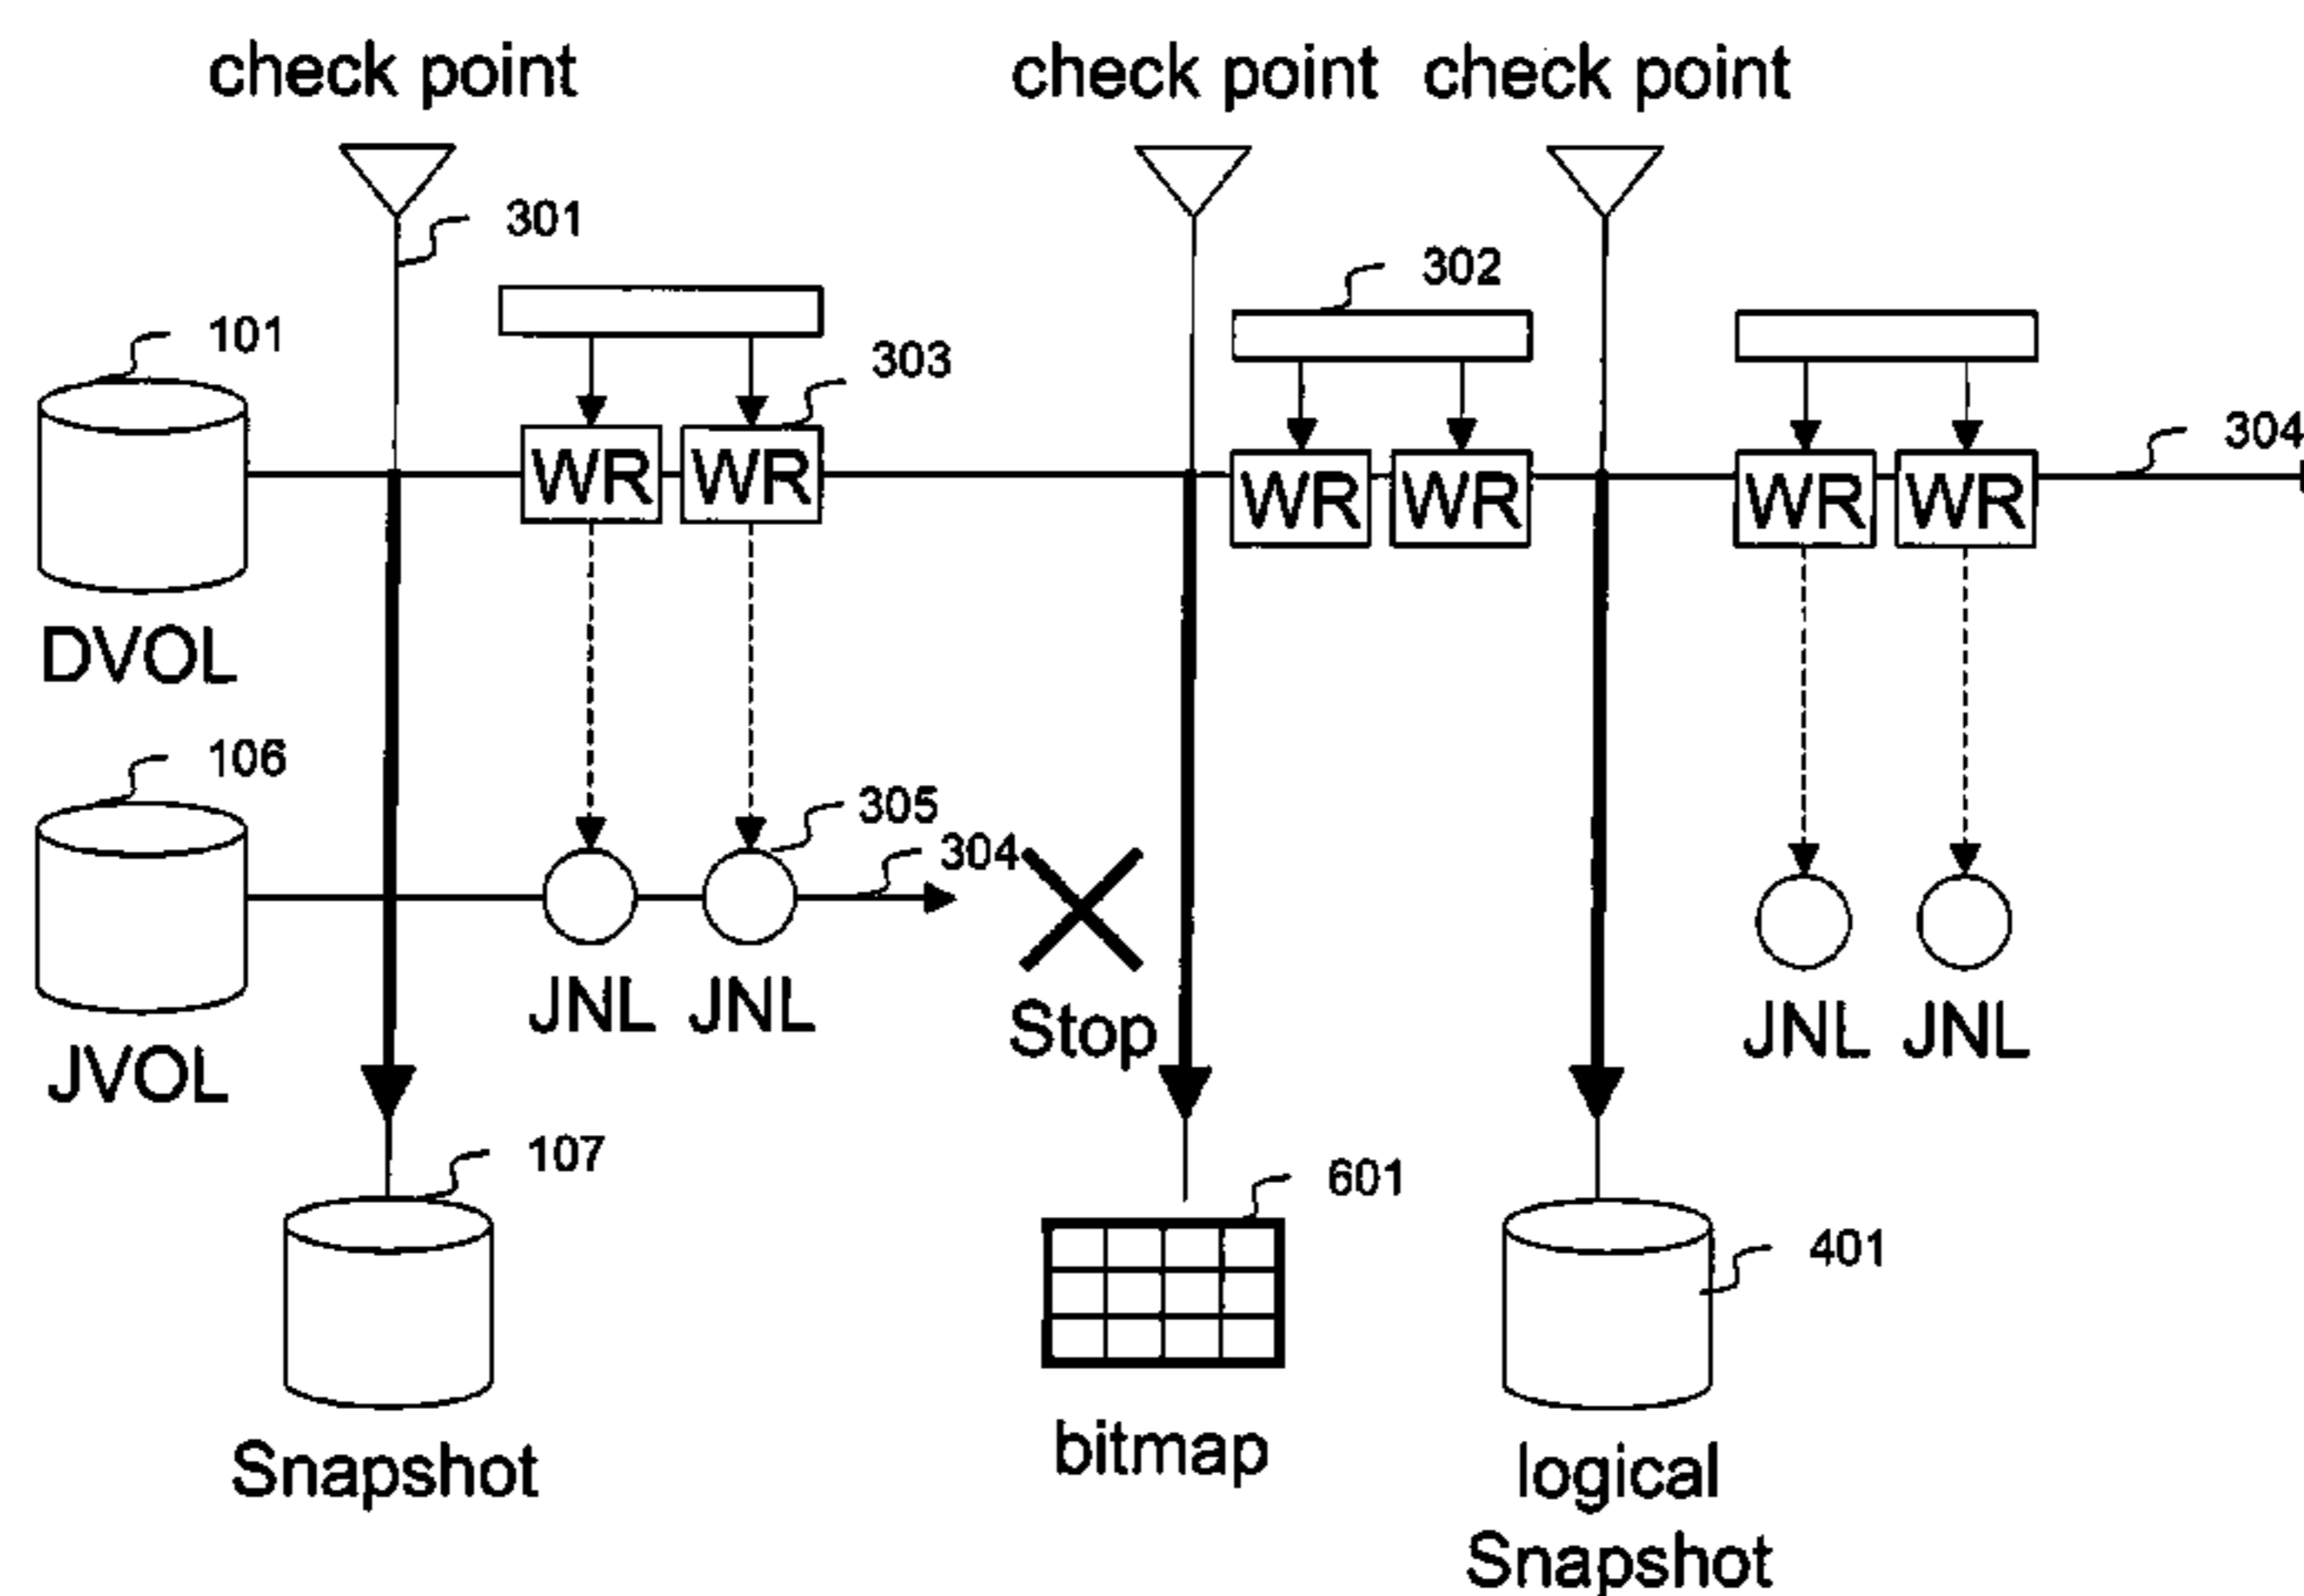 check point check point check point
301
302
101
303
304
WR WR WR WR WR WR
DVOL
106
305
304
JNL JNL
Stop
JNL JNL
JVOL
107
601
401
Snapshot
bitmap
logical
Snapshot